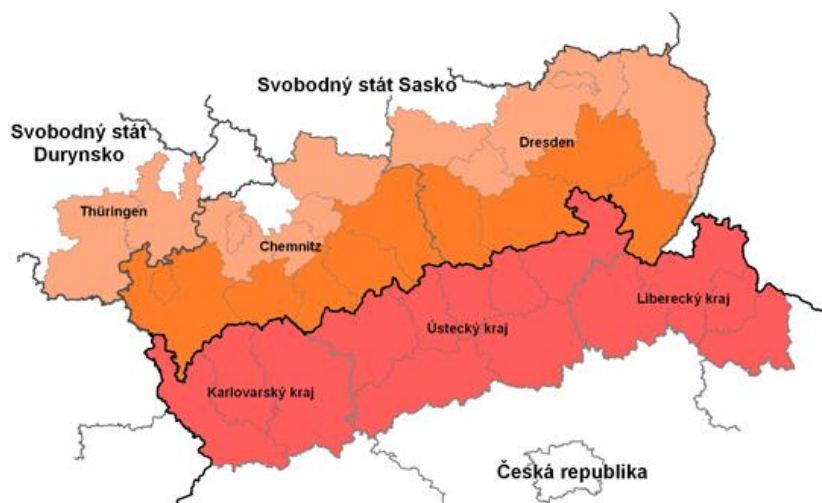 Svobodný stát Sasko
Svobodný stát
Durynsko
Dresden
Thüringen
Chemnitz
Liberecký kraj
Ústecký kraj
Karlovarský kraj
Česká republika